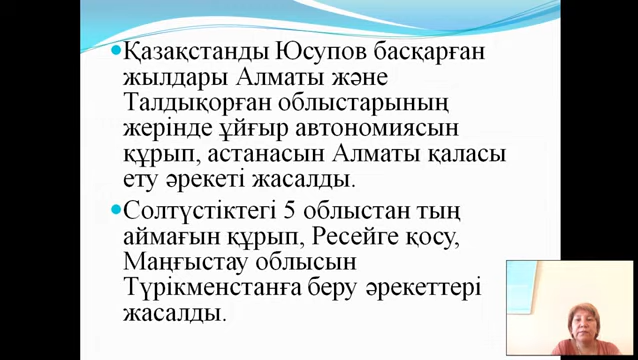 Қазақстанды Юсупов басқарған
жылдары Алматы және
Талдықорған облыстарының
жерінде ұйғыр автономиясын
құрып, астанасын Алматы қаласы
ету әрекеті жасалды.
Солтүстіктегі 5 облыстан тың
аймағын құрып, Ресейге қосу,
Маңғыстау облысын
Түрікменстанға беру әрекеттері
жасалды.